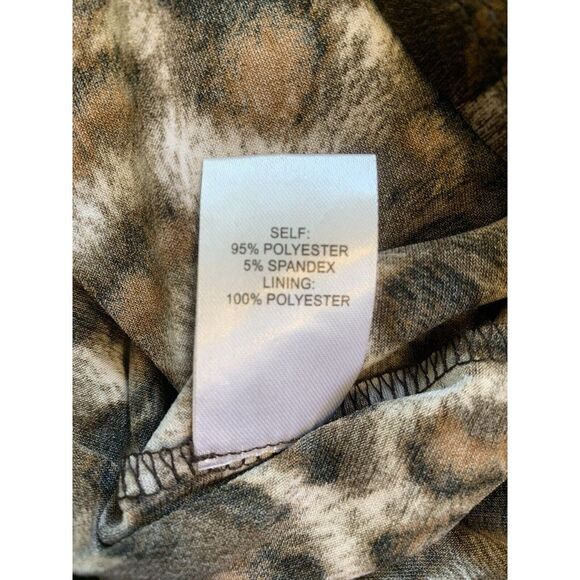 SELF:
95% POLYESTER
5% SPANDEX
LINING:
100% POLYESTER